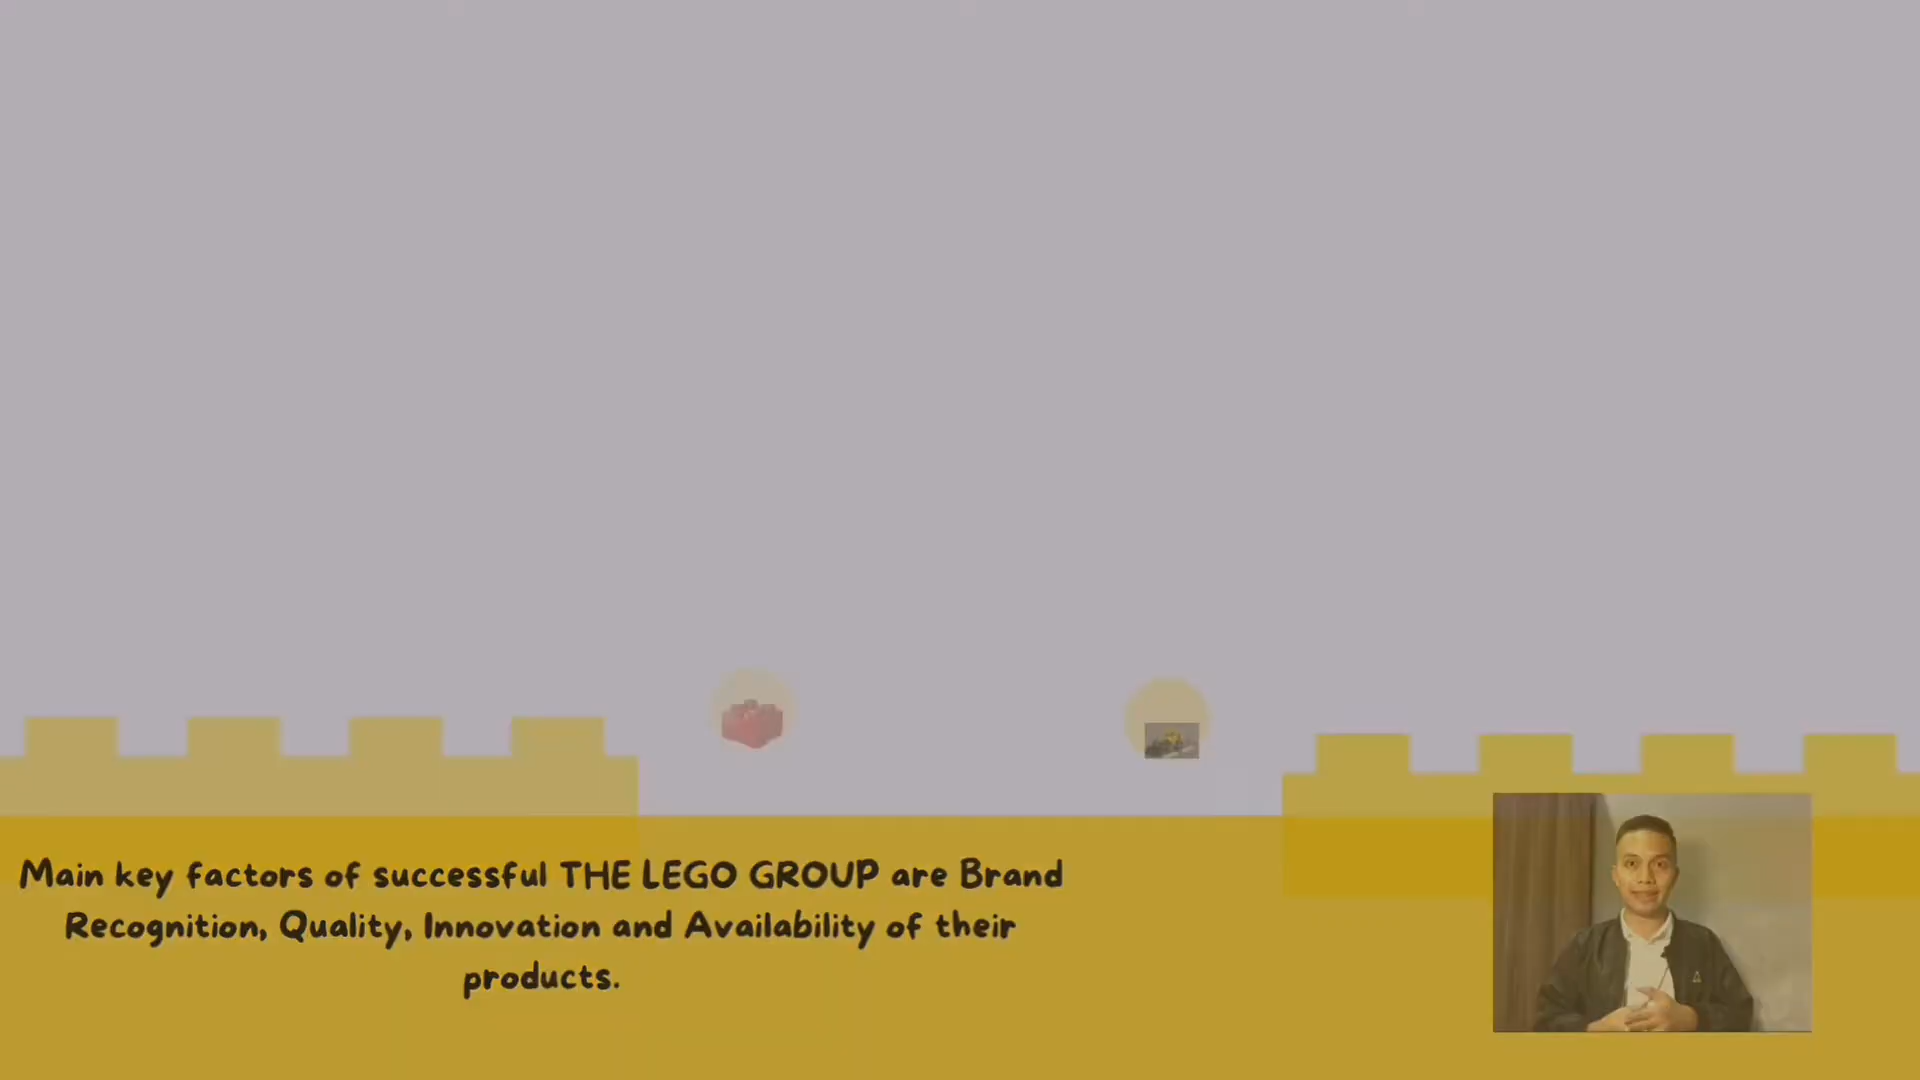 Main key factors of successful THE LEGO GROUP are Brand
Recognition, Quality, Innovation and Availability of their
products.